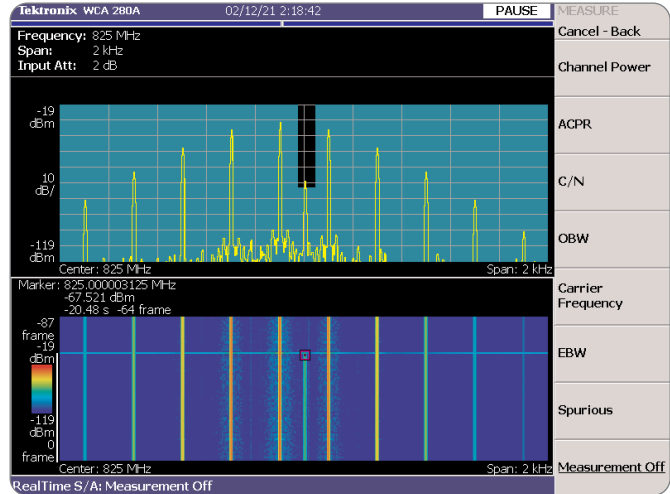 Tektronix WCA 280A 02/12/21 2:18:42 PAUSE
MEASURE
Cancel - Back
Frequency: 825 MHz
Span: 2 kHz
Input Att: 2 dB
Channel Power
-19
dBm
ACPR
10
dB/
C/N
OBW
-119
dBm
Center: 825 MHz Span: 2 kHz
Marker: 825.000003125 MHz
-67.521 dBm
-20.48 s -64 frame
Carrier
Frequency
-87
frame
-19
dBm
EBW
Spurious
-119
dBm
0
frame
Center: 825 MHz Span: 2 kHz
Measurement Off
RealTime S/A: Measurement Off